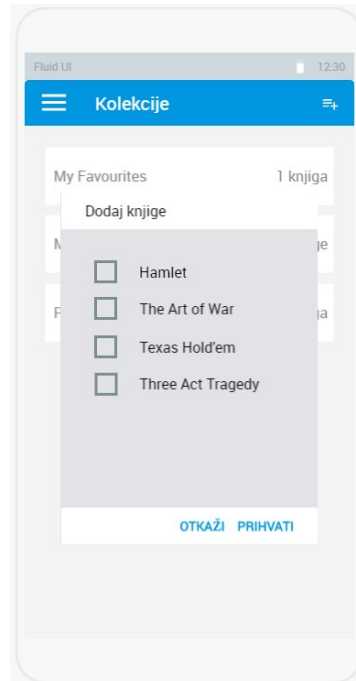 Fluid UI 12:30
Kolekcije
My Favourites 1 knjiga
Dodaj knjige
Hamlet
The Art of War
Texas Hold'em
Three Act Tragedy
OTKAŽI PRIHVATI